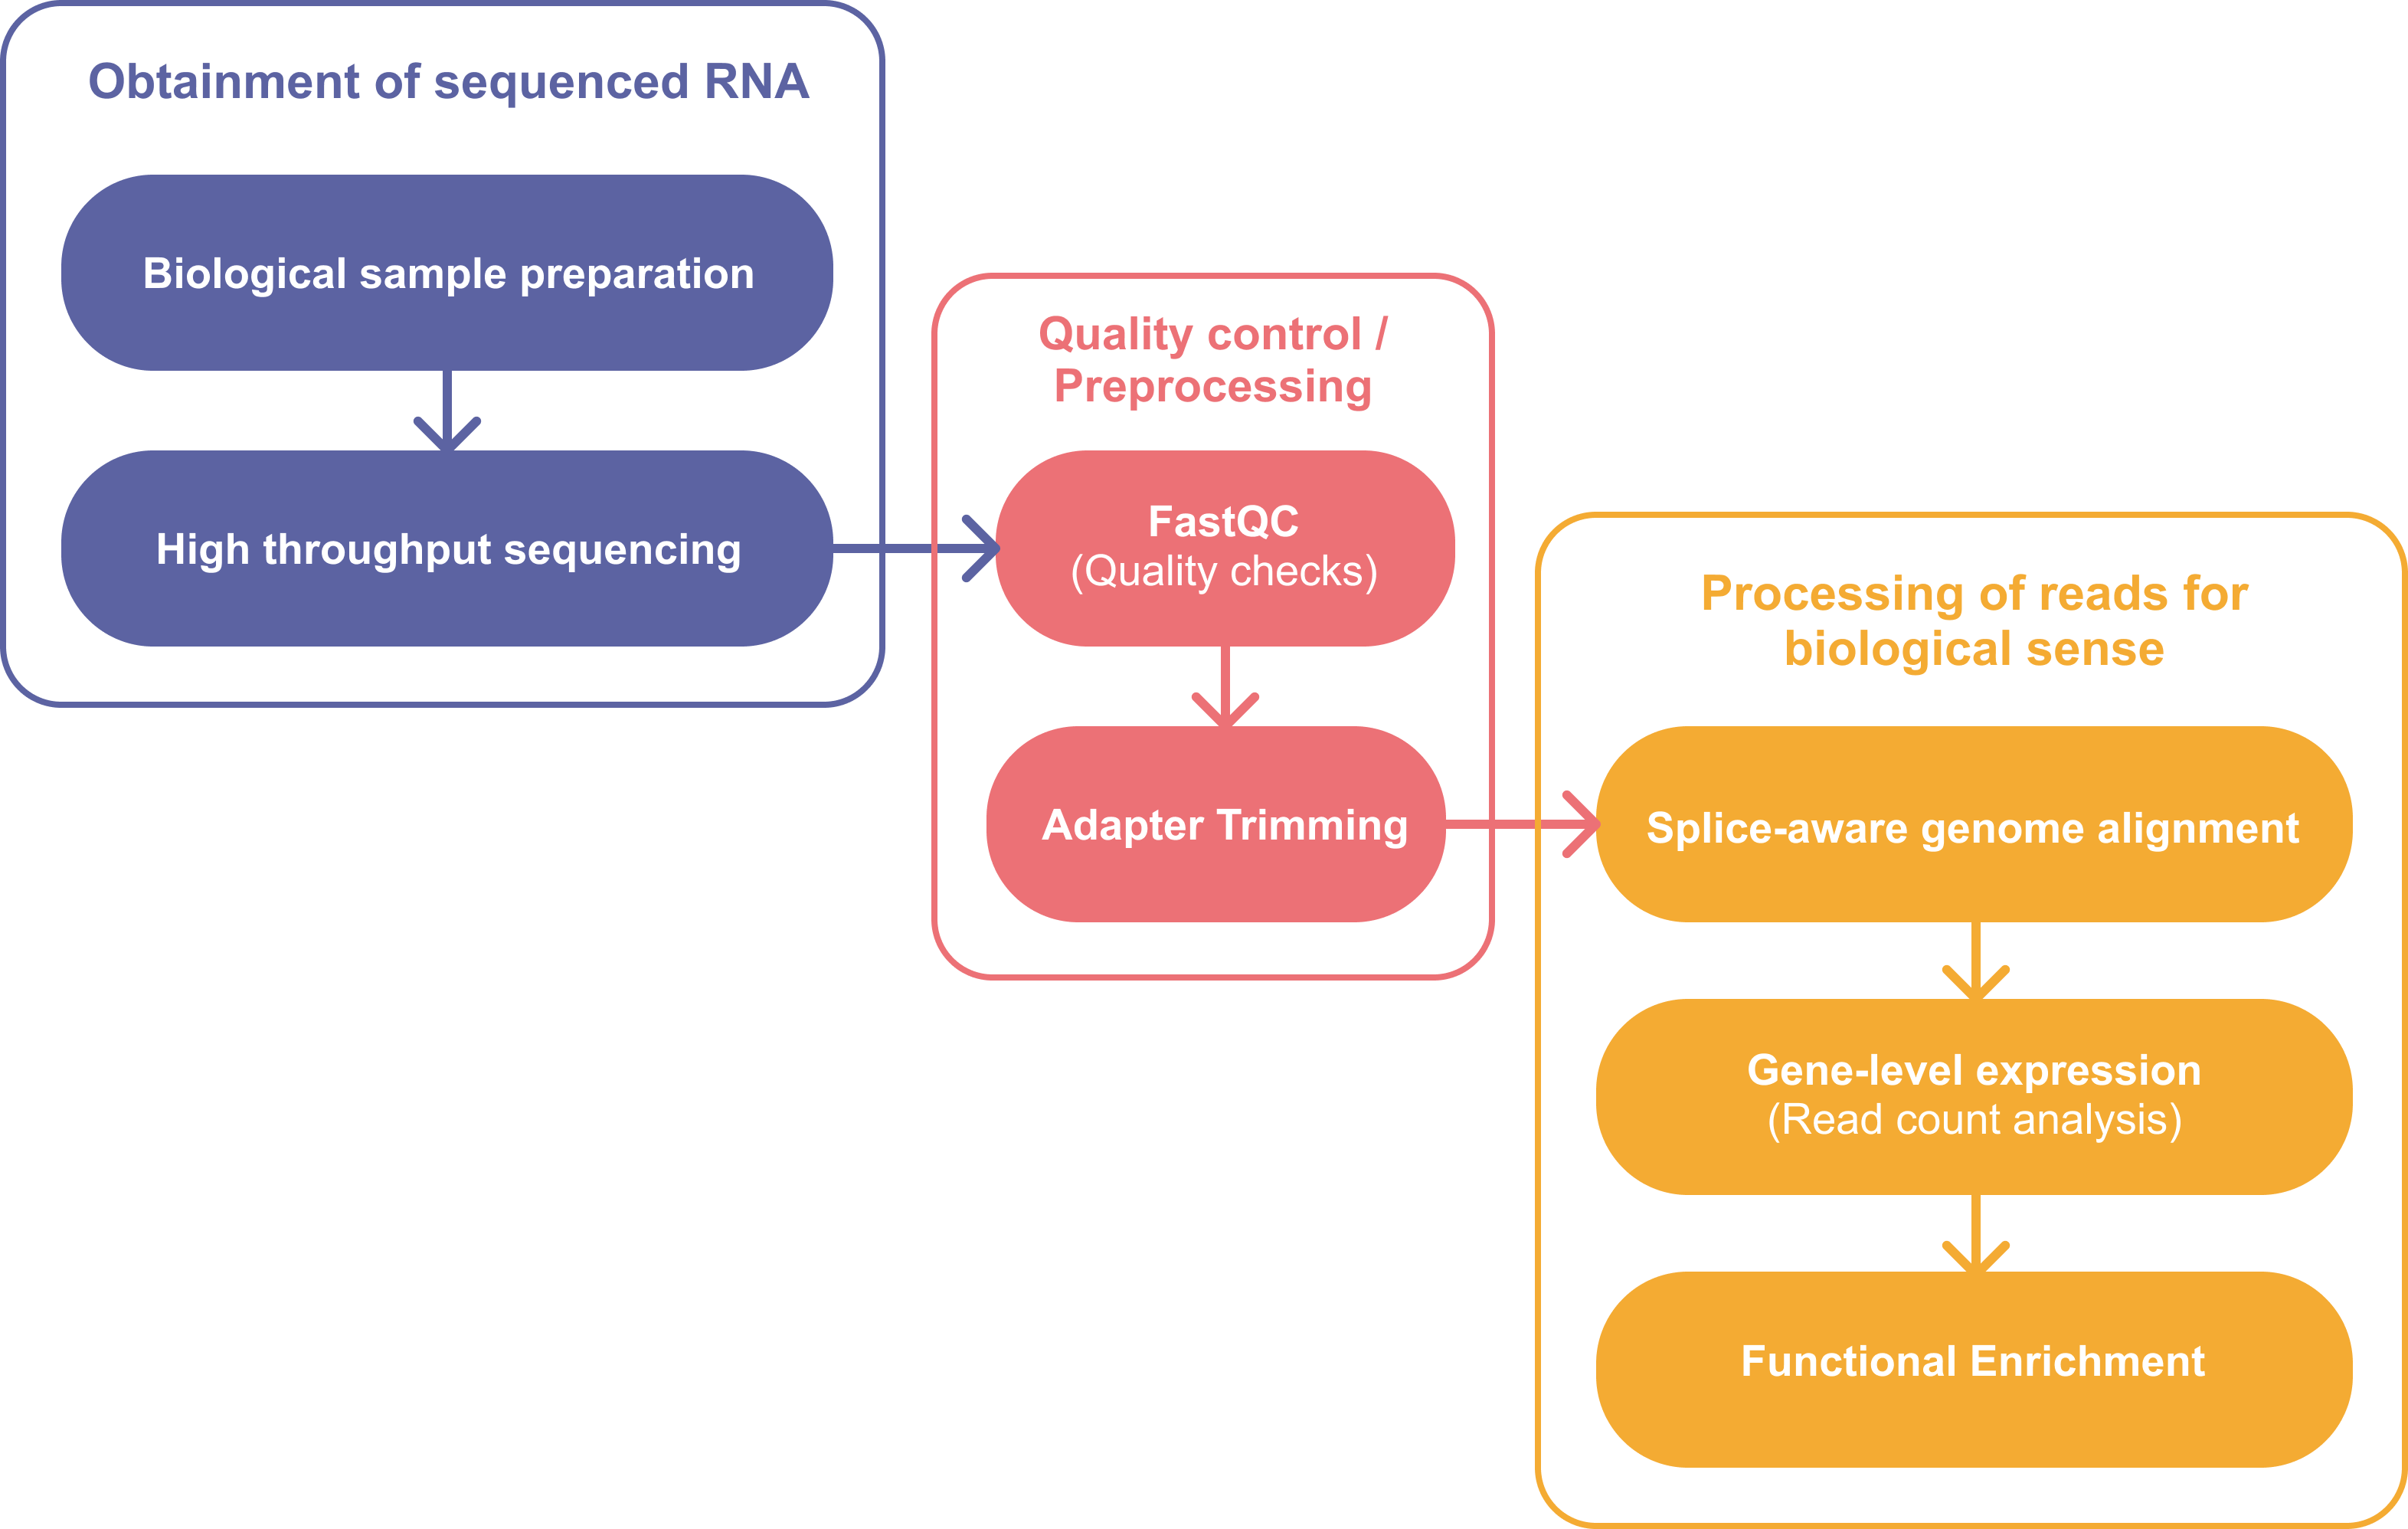 Obtainment of sequenced RNA
Biological sample preparation
High throughput sequencing
Quality control /
Preprocessing
FastQC
(Quality checks)
Adapter Trimming
Processing of reads for
biological sense
Splice-aware genome alignment
Gene-level expression
(Read count analysis)
Functional Enrichment